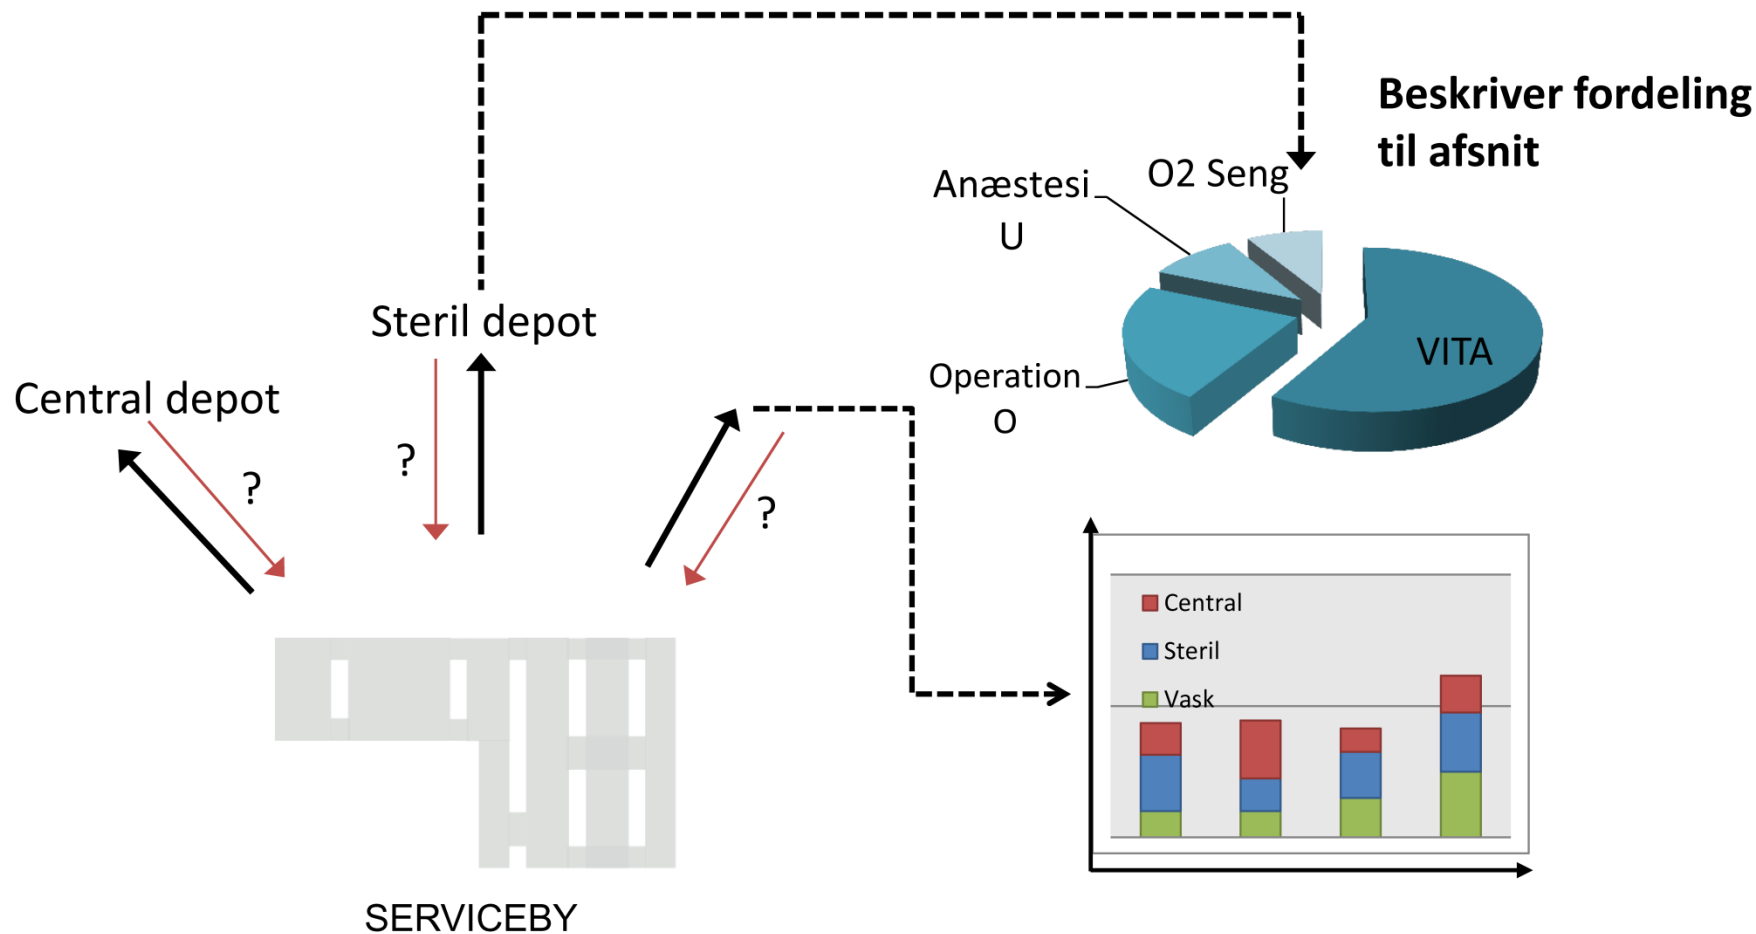 Beskriver fordeling
til afsnit
O2 Seng
Anæstesi
U
Steril depot
VITA
Operation
O
Central depot
?
?
?
Central
Steril
Vask
SERVICEBY